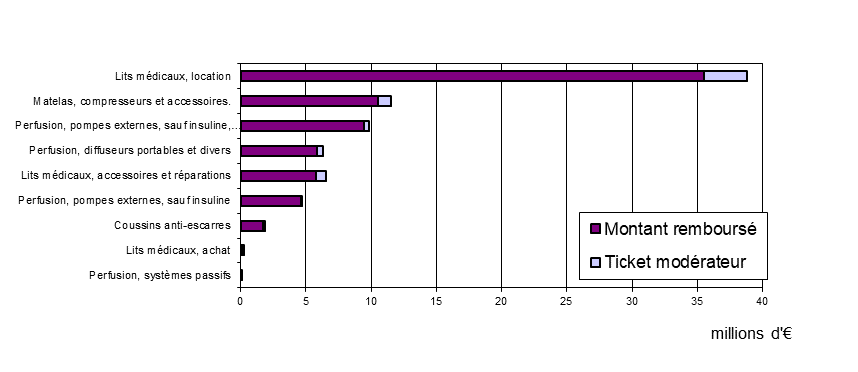 Lits médicaux, location
Matelas, compresseurs et accessoires.
Perfusion, pompes externes, sauf insuline,...
Perfusion, diffuseurs portables et divers
Lits médicaux, accessoires et réparations
Perfusion, pompes externes, sauf insuline
Coussins anti-escarres
Lits médicaux, achat
Perfusion, systèmes passifs
Montant remboursé
Ticket modérateur
0 5 10 15 20 25 30 35 40
millions d'€